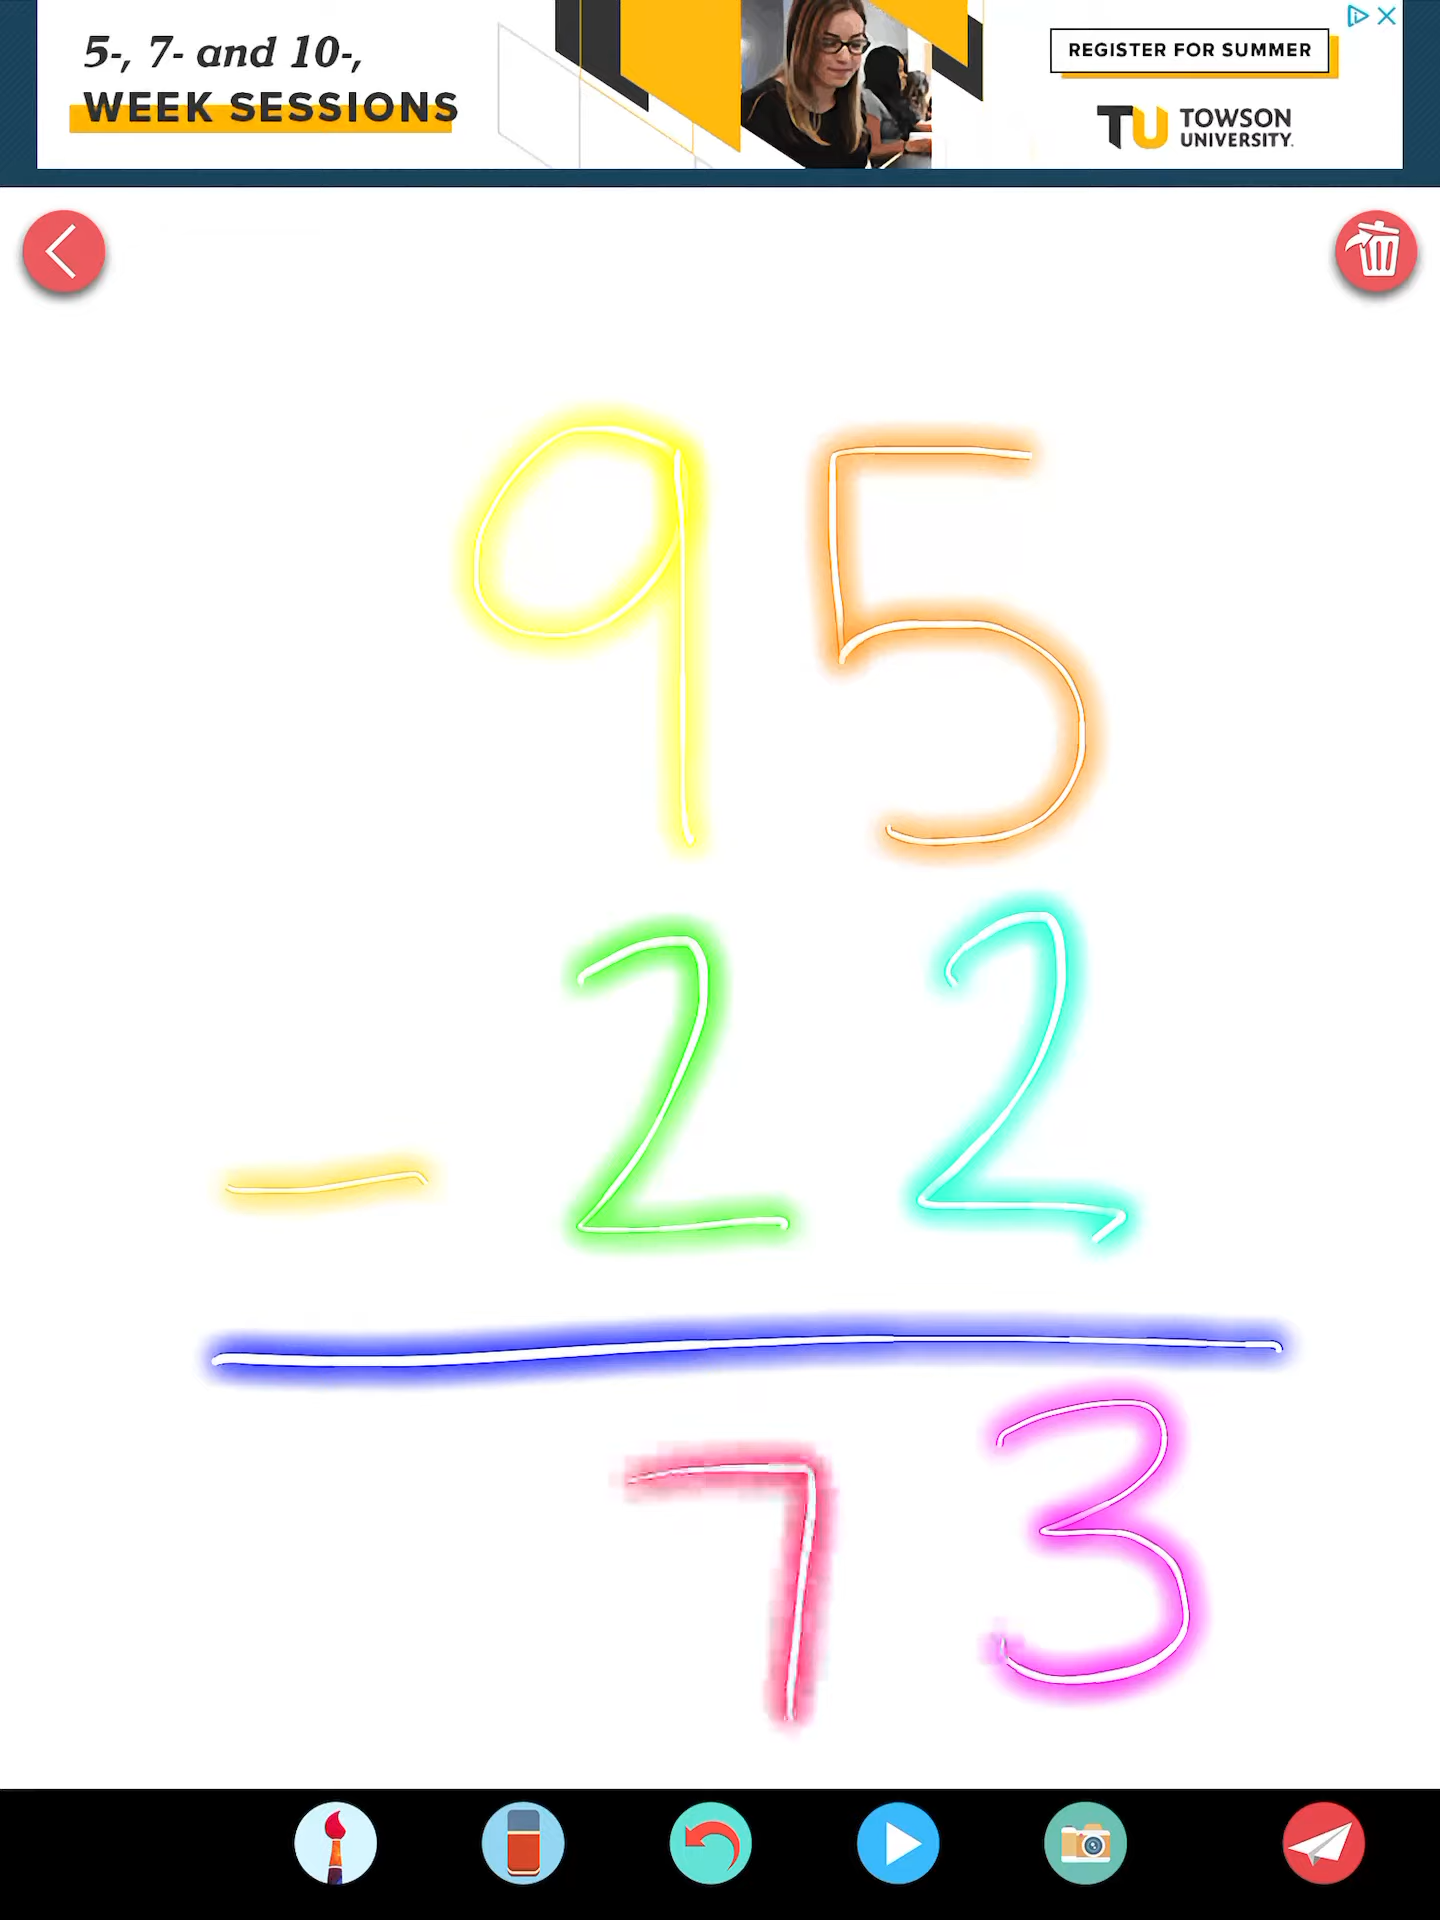 5-, 7- and 10-,
WEEK SESSIONS
REGISTER FOR SUMMER
TU TOWSON
UNIVERSITY.
95
- 22
73